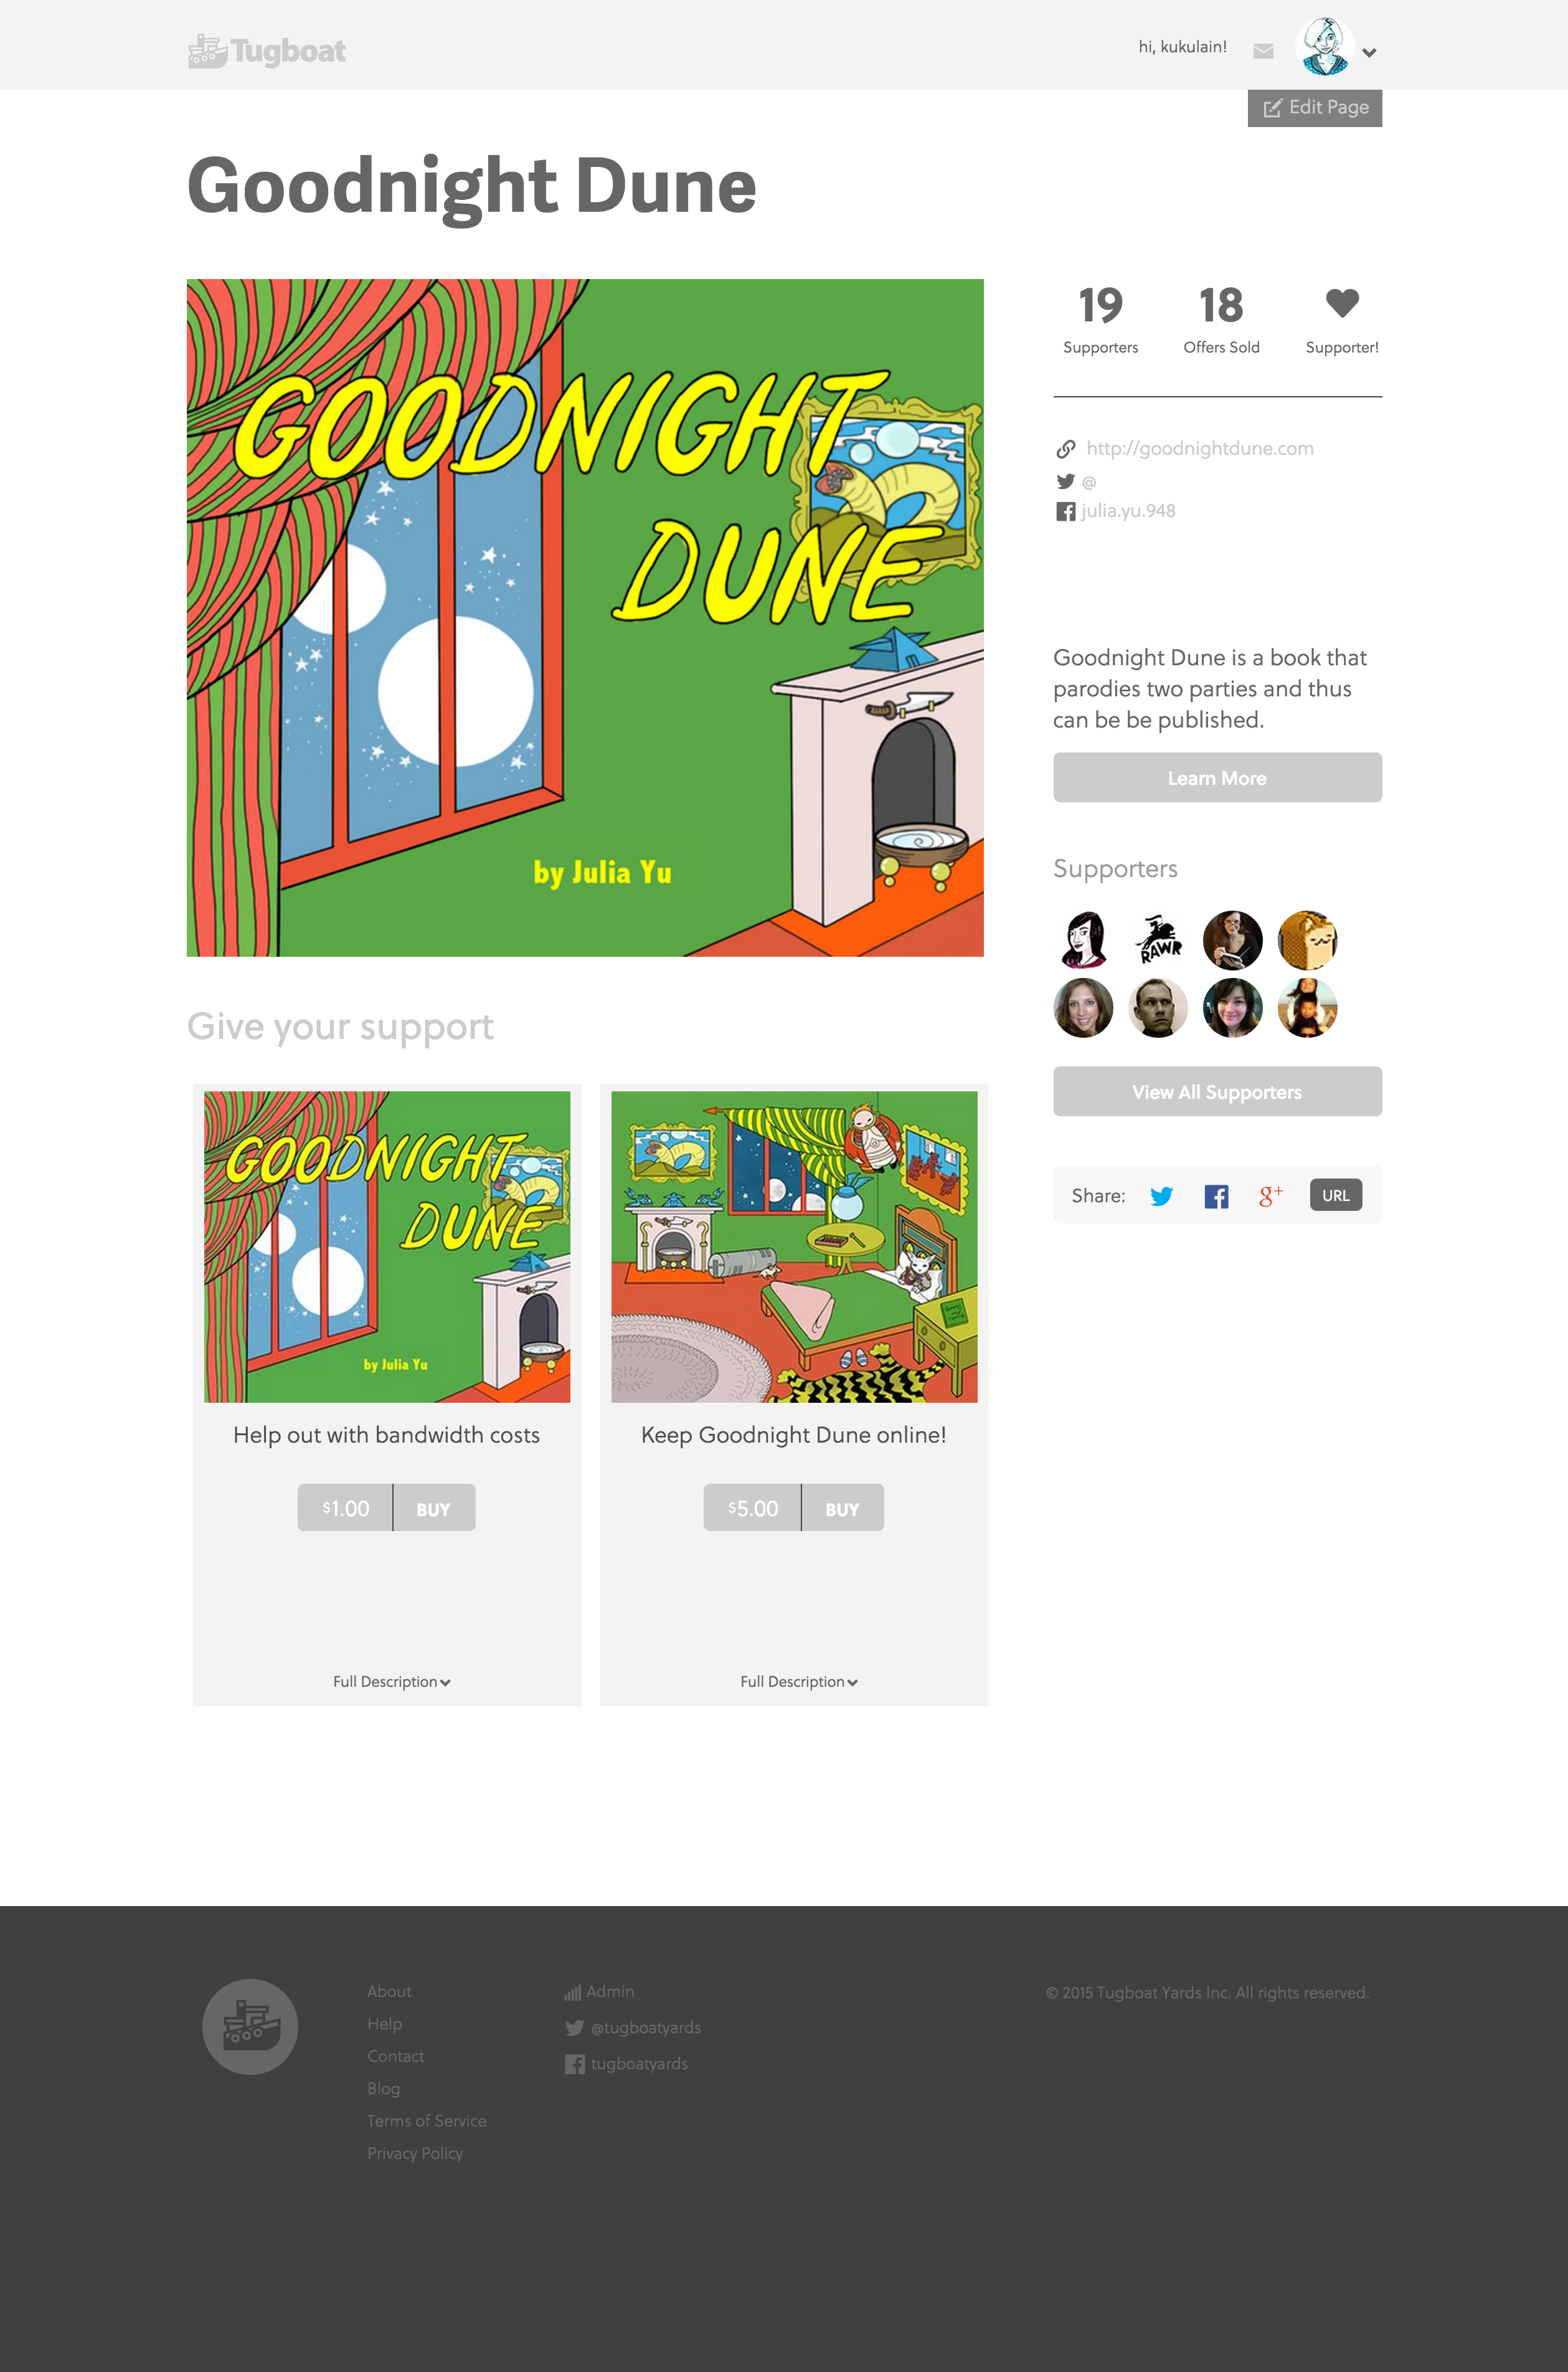 Tugboat
hi, kukulain!
Edit Page
Goodnight Dune
GOODNIGHT
DUNE
by Julia Yu
19
Supporters
18
Offers Sold
Supporter!
http://goodnightdune.com
@
julia.yu.948
Goodnight Dune is a book that
parodies two parties and thus
can be be published.
Learn More
Supporters
RAWR
View All Supporters
Share:
g+
URL
Give your support
GOODNIGHT
DUNE
by Julia Yu
Help out with bandwidth costs
$1.00
BUY
Full Description
Keep Goodnight Dune online!
$5.00
BUY
Full Description
About
Help
Contact
Blog
Terms of Service
Privacy Policy
Admin
@tugboatyards
tugboatyards
© 2015 Tugboat Yards Inc. All rights reserved.